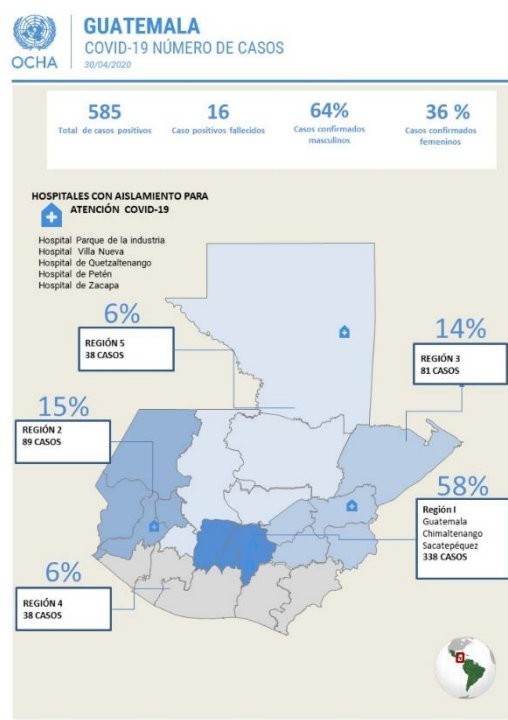 OCHA
GUATEMALA
COVID-19 NÚMERO DE CASOS
30/04/2020
585
Total de casos positivos
16
Caso positivos fallecidos
64%
Casos confirmados
masculinos
36 %
Casos confirmados
femeninos
HOSPITALES CON AISLAMIENTO PARA
ATENCIÓN COVID-19
Hospital Parque de la industria
Hospital Villa Nueva
Hospital de Quetzaltenango
Hospital de Petén
Hospital de Zacapa
6%
REGIÓN 5
38 CASOS
14%
REGIÓN 3
81 CASOS
15%
REGIÓN 2
89 CASOS
58%
Región I
Guatemala
Chimaltenango
Sacatepéquez
338 CASOS
6%
REGIÓN 4
38 CASOS